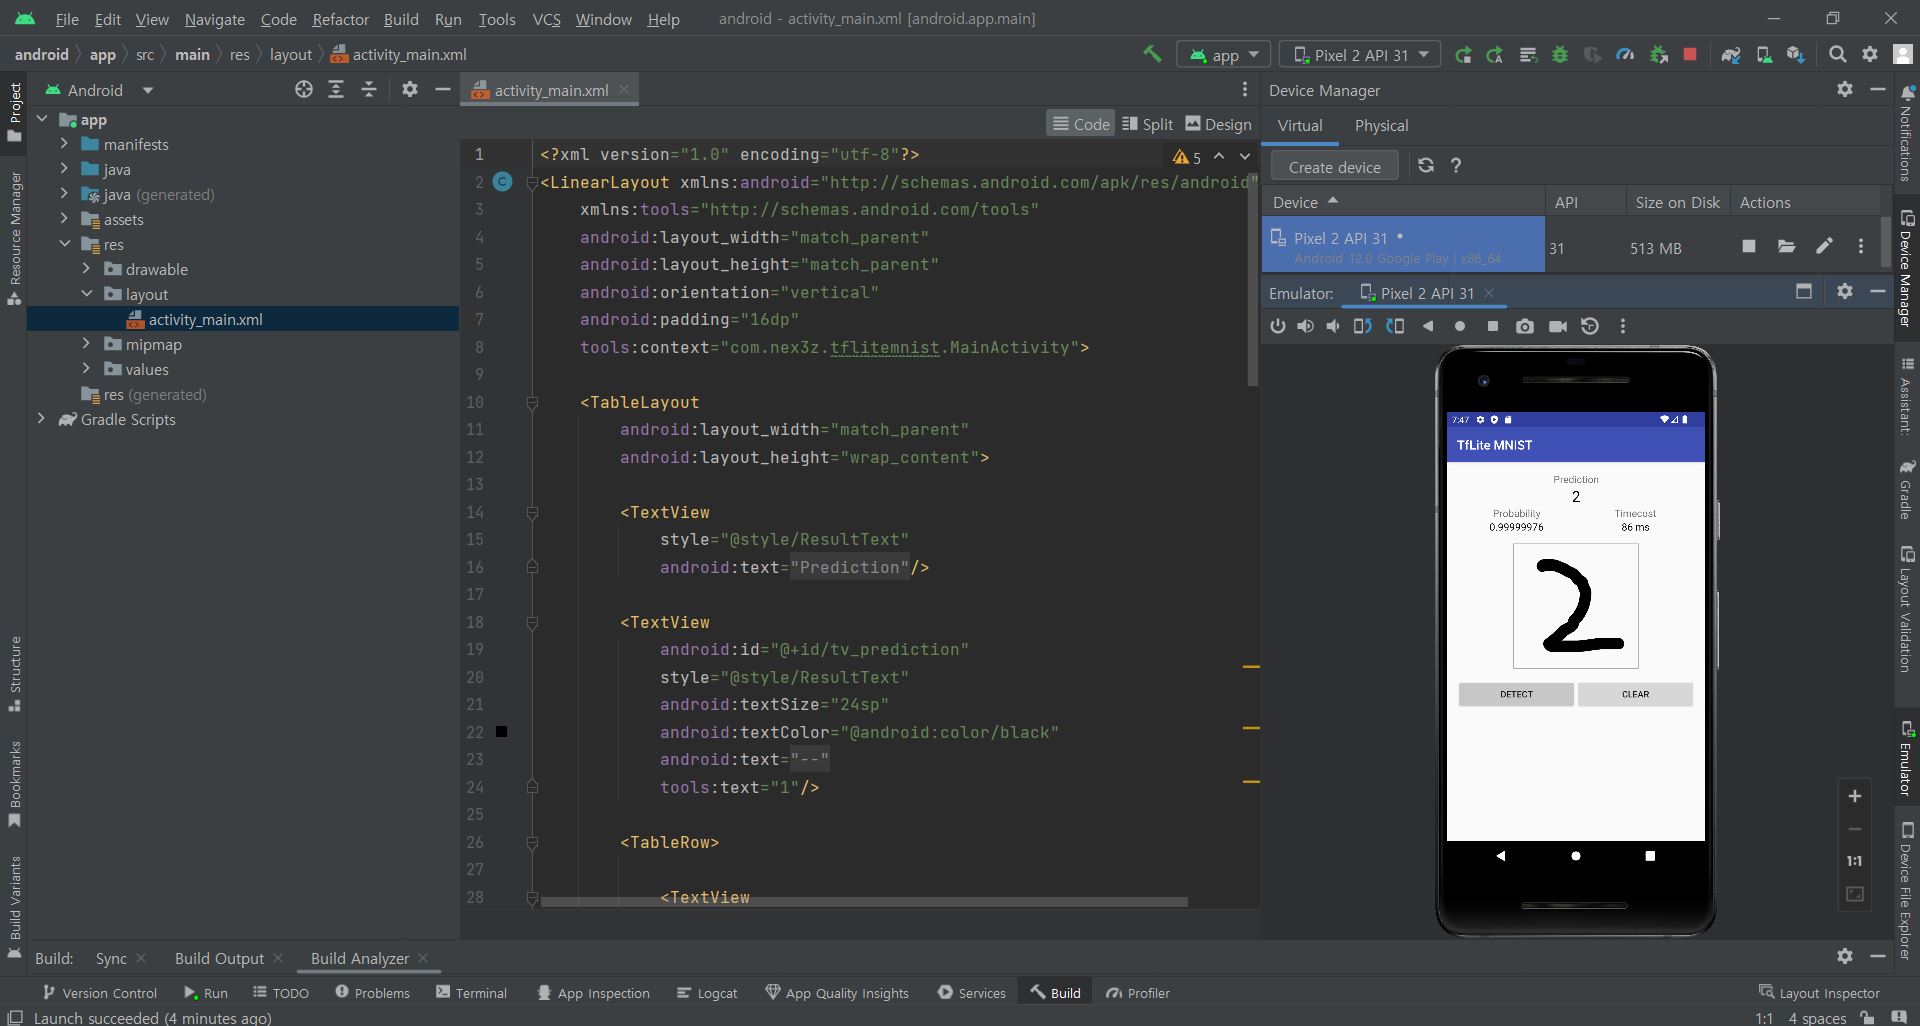 File Edit View Navigate Code Refactor Build Run Tools VCS Window Help android - activity_main.xml [android.app.main]
android app src main res layout activity_main.xml app Pixel 2 API 31
Project
Resource Manager
Structure
Bookmarks
Build Variants
Android
app
manifests
java
java (generated)
assets
res
drawable
layout
activity_main.xml
mipmap
values
res (generated)
Gradle Scripts
activity_main.xml
Code Split Design
5
1 <?xml version="1.0" encoding="utf-8"?>
2 <LinearLayout xmlns:android="http://schemas.android.com/apk/res/android"
3 xmlns:tools="http://schemas.android.com/tools"
4 android:layout_width="match_parent"
5 android:layout_height="match_parent"
6 android:orientation="vertical"
7 android:padding="16dp"
8 tools:context="com.nex3z.tflitemnist.MainActivity">
9
10 <TableLayout
11 android:layout_width="match_parent"
12 android:layout_height="wrap_content">
13
14 <TextView
15 style="@style/ResultText"
16 android:text="Prediction"/>
17
18 <TextView
19 android:id="@+id/tv_prediction"
20 style="@style/ResultText"
21 android:textSize="24sp"
22 android:textColor="@android:color/black"
23 android:text="--"
24 tools:text="1"/>
25
26 <TableRow>
27
28 <TextView
Device Manager
Virtual Physical
Create device ?
Device API Size on Disk Actions
Pixel 2 API 31
Android 12.0 Google Play | x86_64
31 513 MB
Emulator: Pixel 2 API 31
7:47
TfLite MNIST
Prediction
2
Probability Timecost
0.99999976 86 ms
2
DETECT CLEAR
1:1
Notifications
Device Manager
Assistant:
Gradle
Layout Validation
Emulator
Device File Explorer
Build: Sync Build Output Build Analyzer
Version Control Run TODO Problems Terminal App Inspection Logcat App Quality Insights Services Build Profiler Layout Inspector
Launch succeeded (4 minutes ago) 1:1 4 spaces